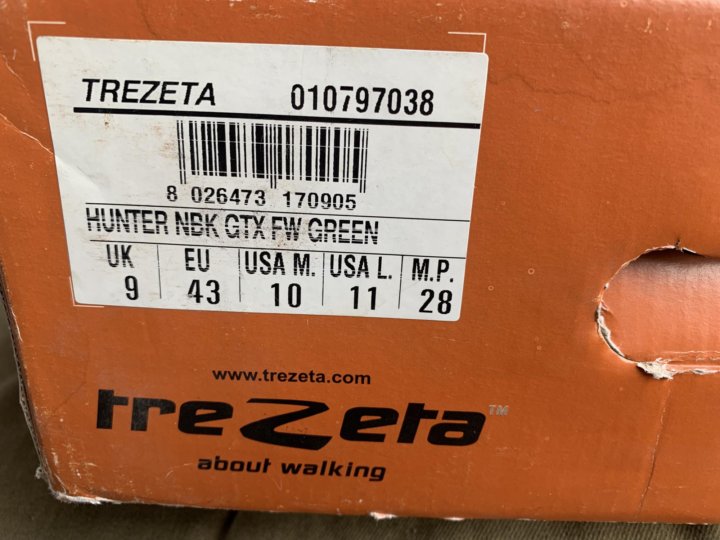 TREZETA 010797038
8 026473 170905
HUNTER NBK GTX FW GREEN
UK EU USA M. USA L. M.P.
9 43 10 11 28
www.trezeta.com
treZeta™
about walking